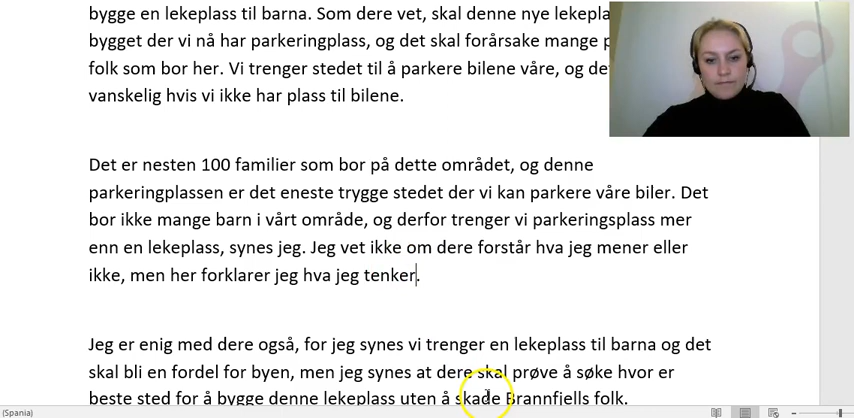 bygge en lekeplass til barna. Som dere vet, skal denne nye
bygget der vi nå har parkeringplass, og det skal forårsake mange
folk som bor her. Vi trenger stedet til å parkere bilene våre, og
vanskelig hvis vi ikke har plass til bilene.
Det er nesten 100 familier som bor på dette området, og denne
parkeringplassen er det eneste trygge stedet der vi kan parkere våre biler. Det
bor ikke mange barn i vårt område, og derfor trenger vi parkeringsplass mer
enn en lekeplass, synes jeg. Jeg vet ikke om dere forstår hva jeg mener eller
ikke, men her forklarer jeg hva jeg tenker.
Jeg er enig med dere også, for jeg synes vi trenger en lekeplass til barna og det
skal bli en fordel for byen, men jeg synes at dere skal prøve å søke hvor er
beste sted for å bygge denne lekeplass uten å skade Brannfjells folk.
(Spania)